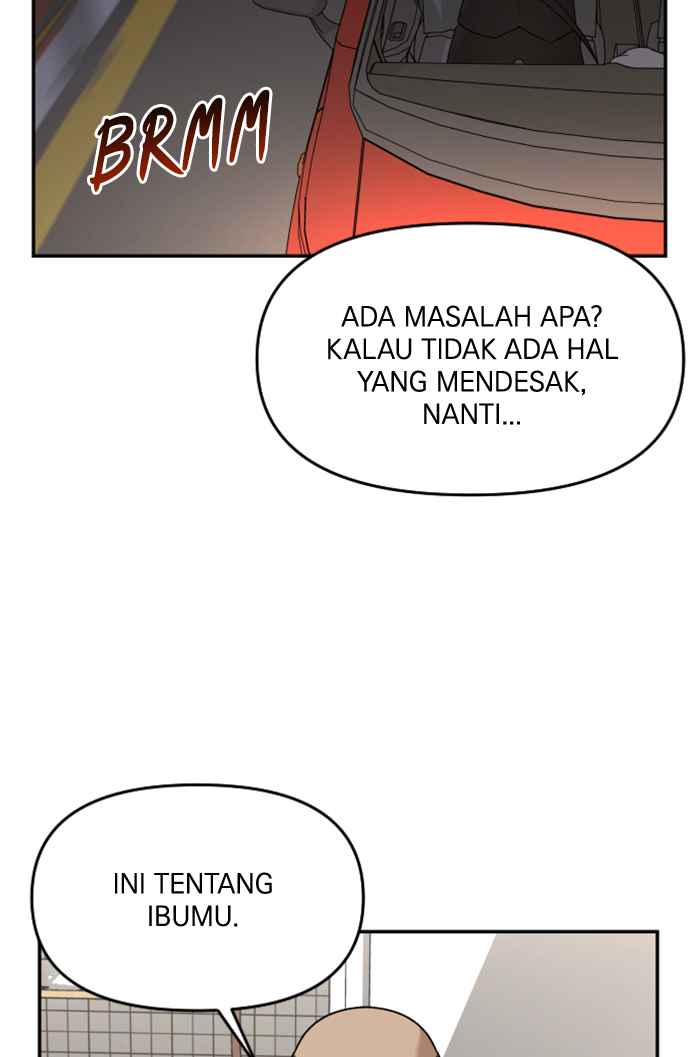 BRMM
ADA MASALAH APA?
KALAU TIDAK ADA HAL
YANG MENDESAK,
NANTI...
INI TENTANG
IBUMU.